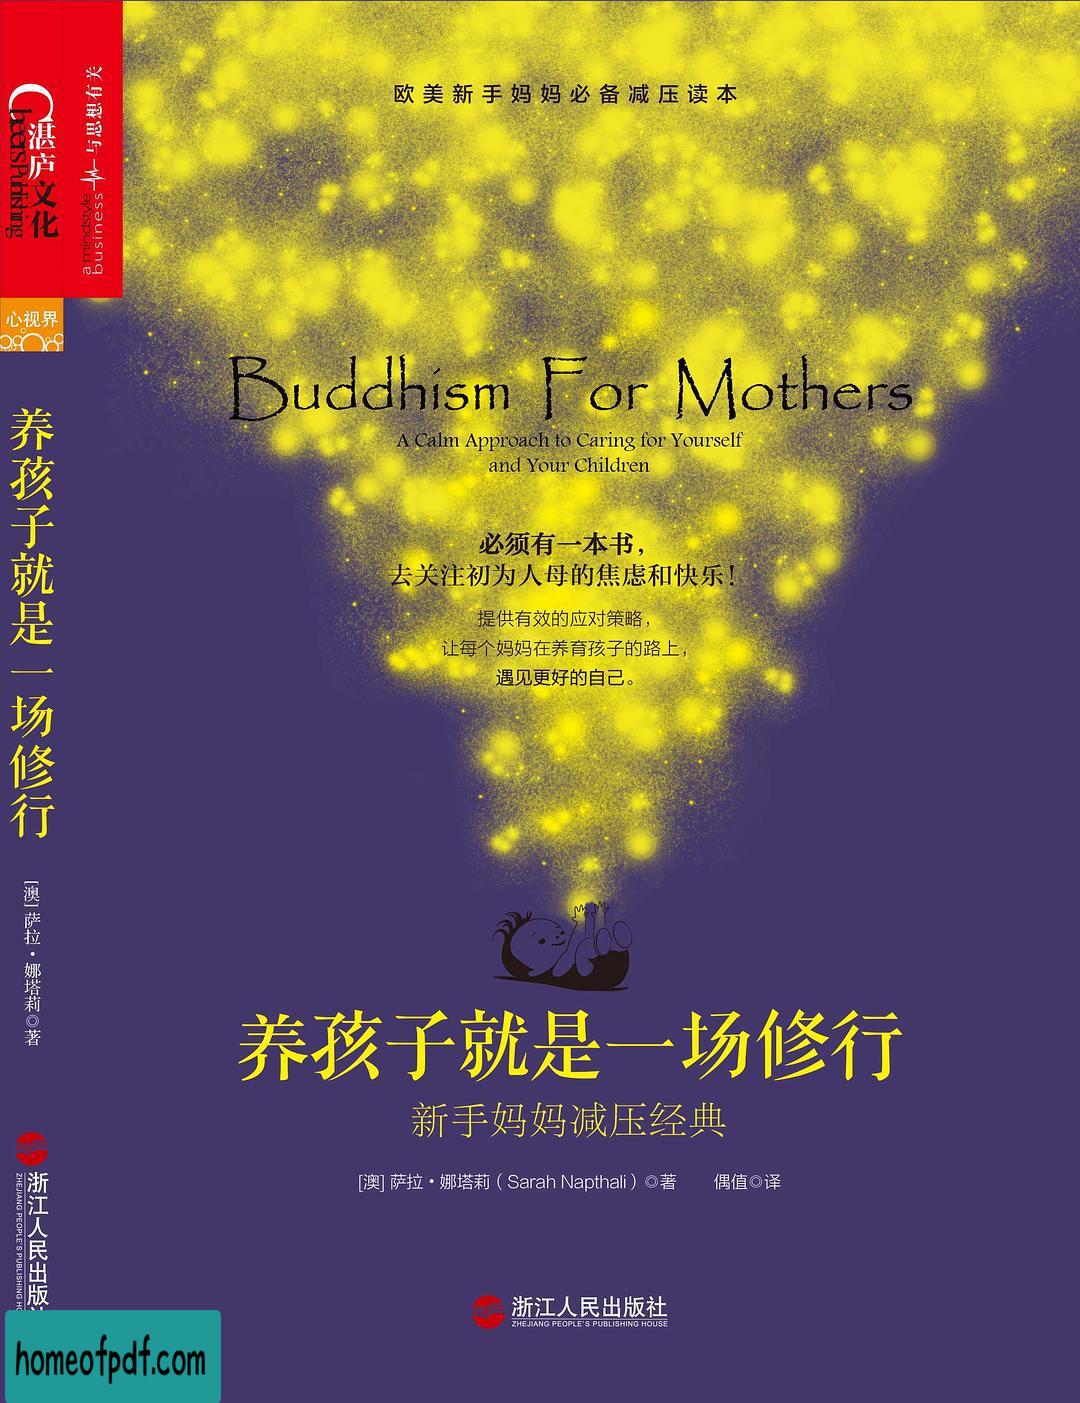 湛庐文化
Cheers Publishing
与思想有关
a mindstyle business
心视界
养孩子就是一场修行
[澳] 萨拉·娜塔莉◎著
浙江人民出版社
ZHEJIANG PEOPLE'S PUBLISHING HO
欧美新手妈妈必备减压读本
Buddhism For Mothers
A Calm Approach to Caring for Yourself
and Your Children
必须有一本书，
去关注初为人母的焦虑和快乐！
提供有效的应对策略，
让每个妈妈在养育孩子的路上，
遇见更好的自己。
养孩子就是一场修行
新手妈妈减压经典
[澳] 萨拉·娜塔莉（Sarah Napthali）◎著 偶值◎译
浙江人民出版社
ZHEJIANG PEOPLE'S PUBLISHING HOUSE
homeofpdf.com